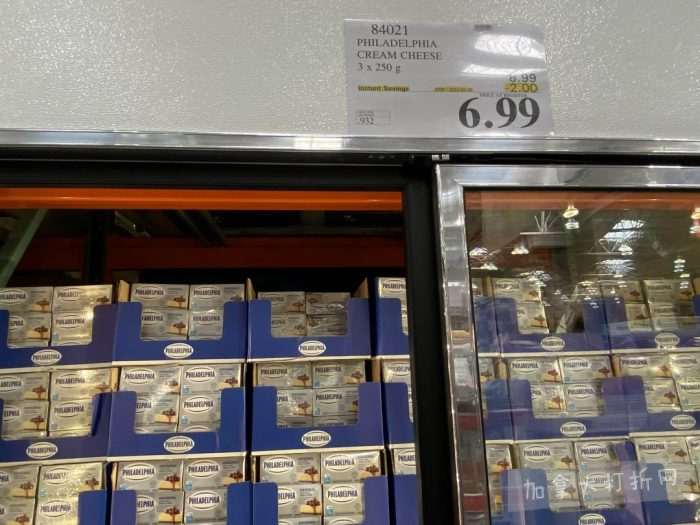 84021
PHILADELPHIA
CREAM CHEESE
3 x 250 g
8.99
Instant Savings -2.00
6.99
.932
PHILADELPHIA
加拿大打折网